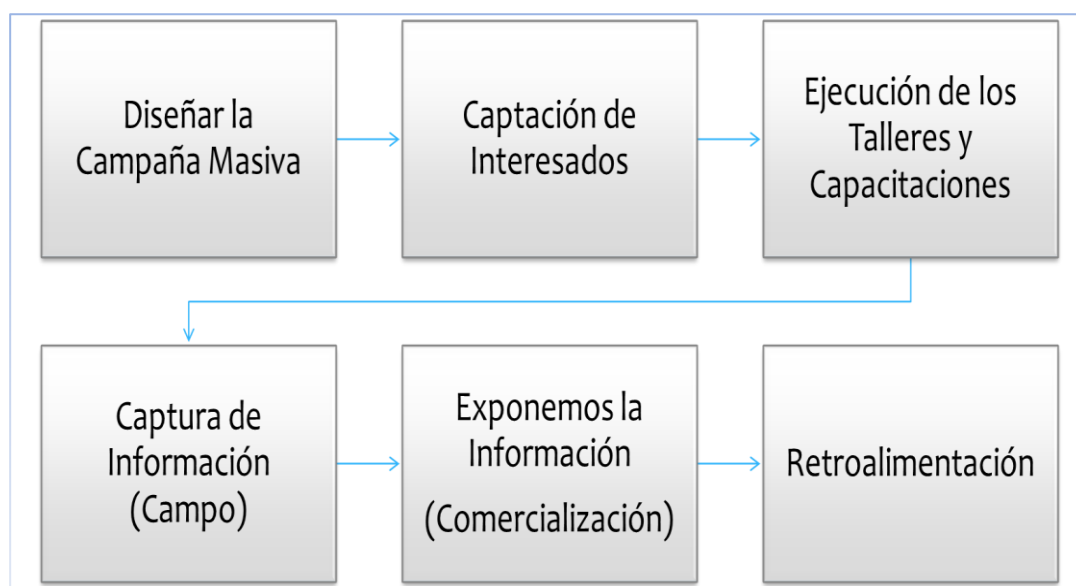 Diseñar la
Campaña Masiva
Captación de
Interesados
Ejecución de los
Talleres y
Capacitaciones
Captura de
Información
(Campo)
Exponemos la
Información
(Comercialización)
Retroalimentación